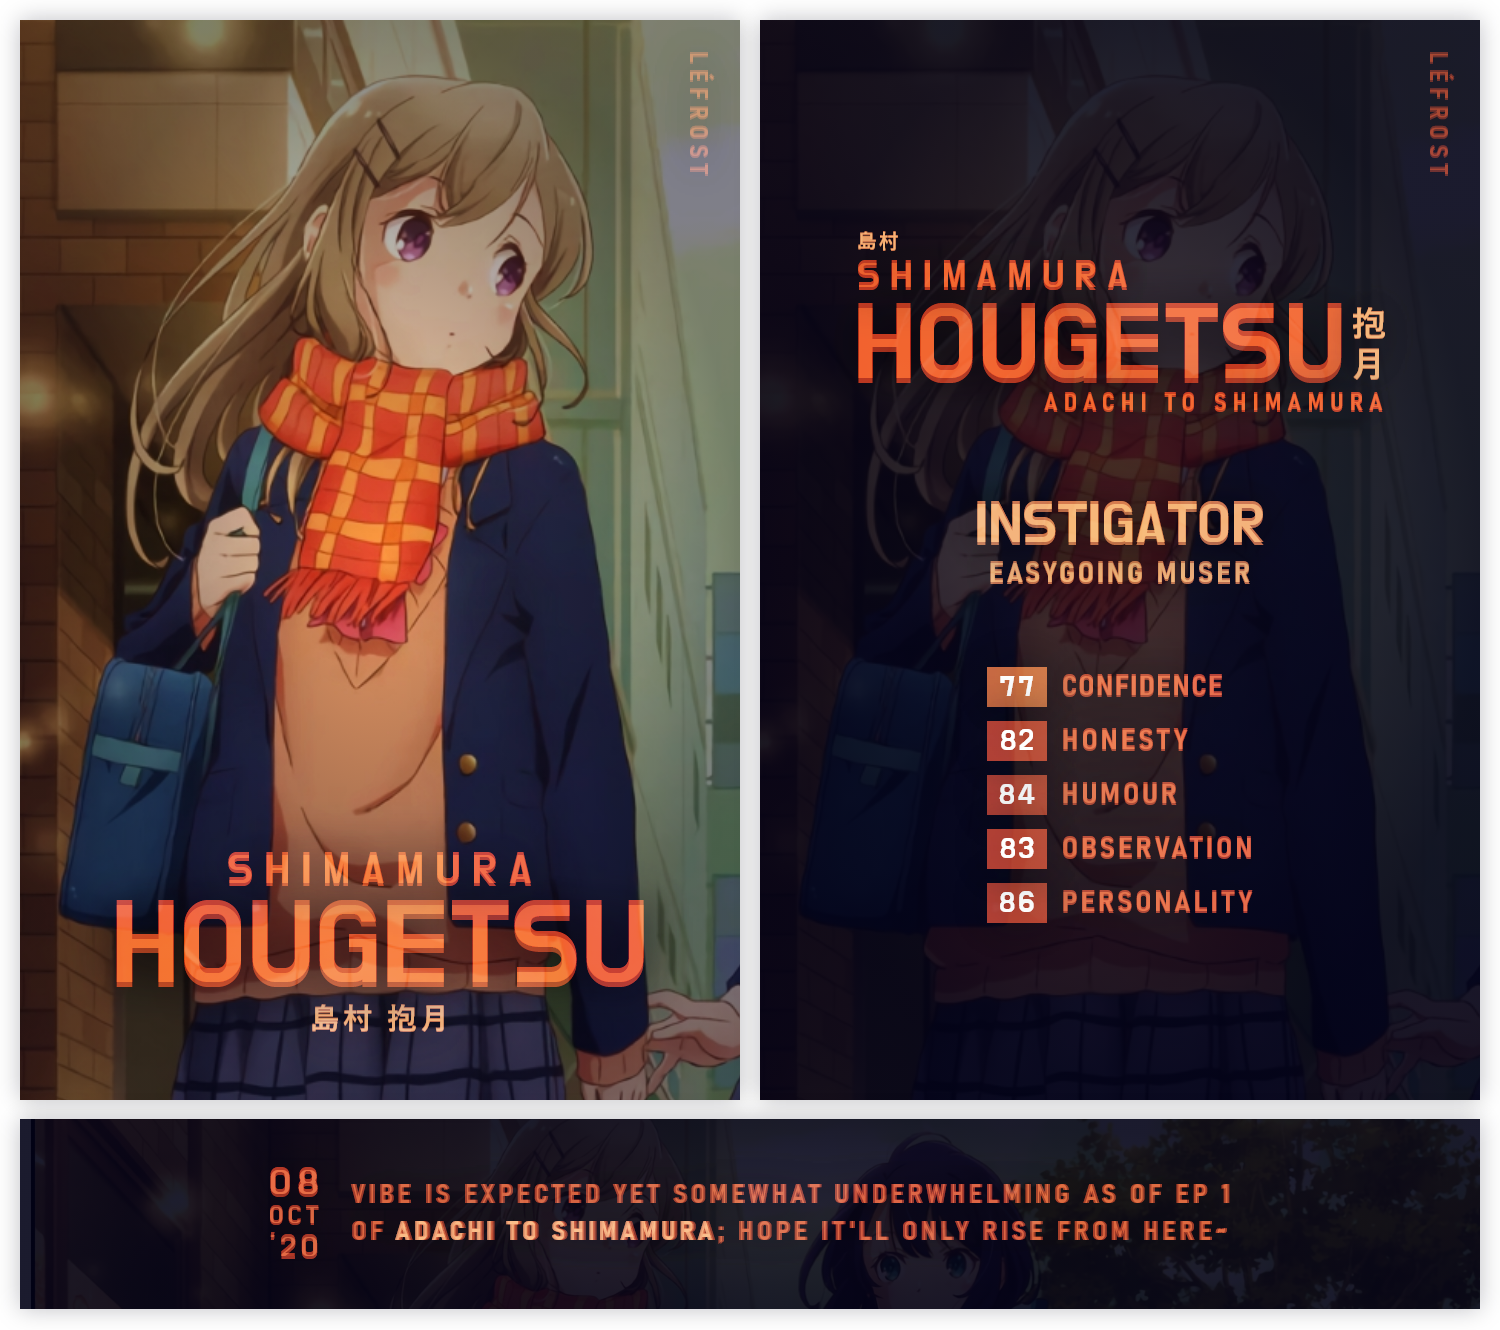 LÉFROST
SHIMAMURA
HOUGETSU
島村 抱月
LÉFROST
島村
SHIMAMURA
HOUGETSU
抱月
ADACHI TO SHIMAMURA
INSTIGATOR
EASYGOING MUSER
77 CONFIDENCE
82 HONESTY
84 HUMOUR
83 OBSERVATION
86 PERSONALITY
08
OCT
'20
VIBE IS EXPECTED YET SOMEWHAT UNDERWHELMING AS OF EP 1
OF ADACHI TO SHIMAMURA; HOPE IT'LL ONLY RISE FROM HERE~